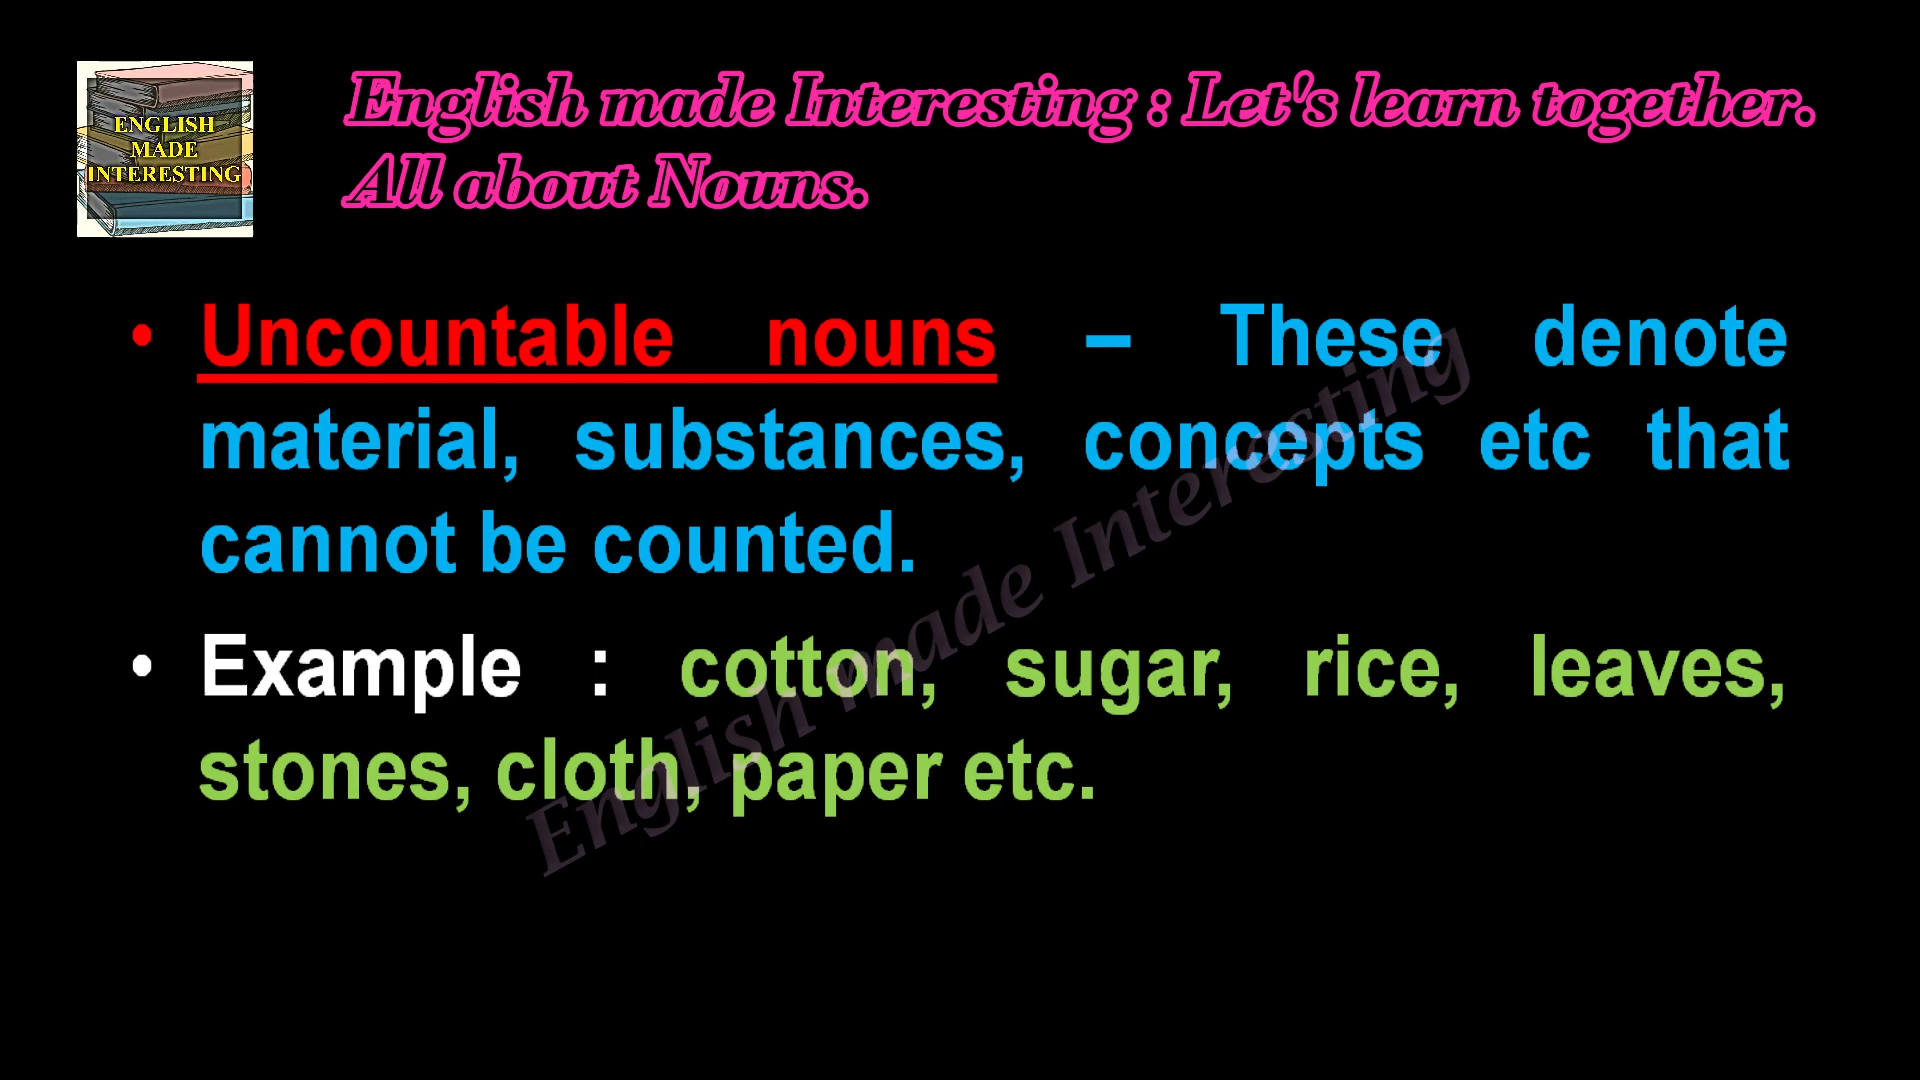 ENGLISH
MADE
INTERESTING
English made Interesting : Let's learn together.
All about Nouns.
• Uncountable nouns – These denote
material, substances, concepts etc that
cannot be counted.
• Example : cotton, sugar, rice, leaves,
stones, cloth, paper etc.
English made Interesting